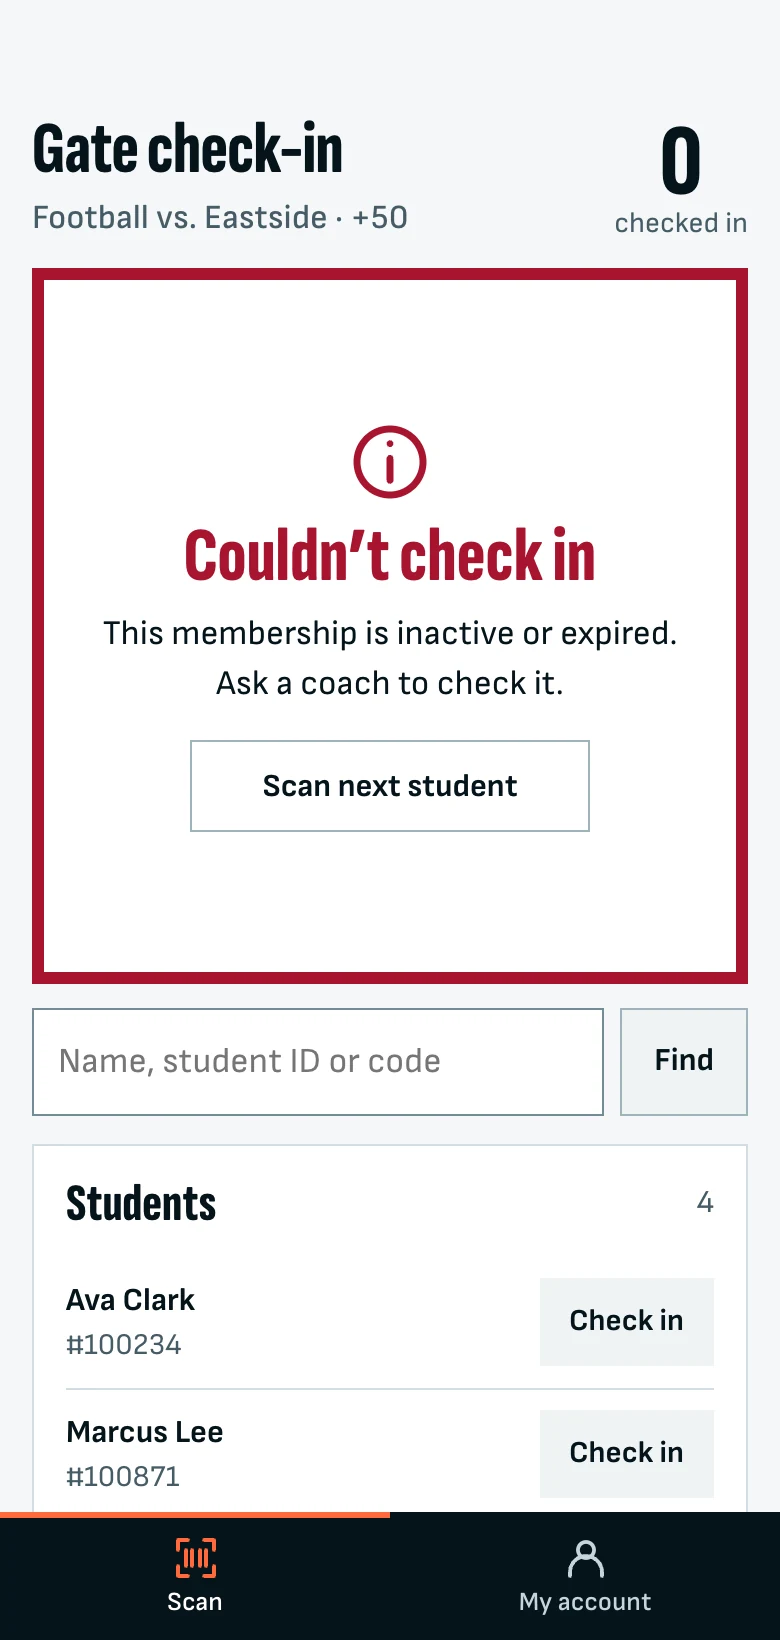 Gate check-in
Football vs. Eastside · +50
0
checked in
Couldn’t check in
This membership is inactive or expired.
Ask a coach to check it.
Scan next student
Name, student ID or code
Find
Students
4
Ava Clark
#100234
Check in
Marcus Lee
#100871
Check in
Scan
My account